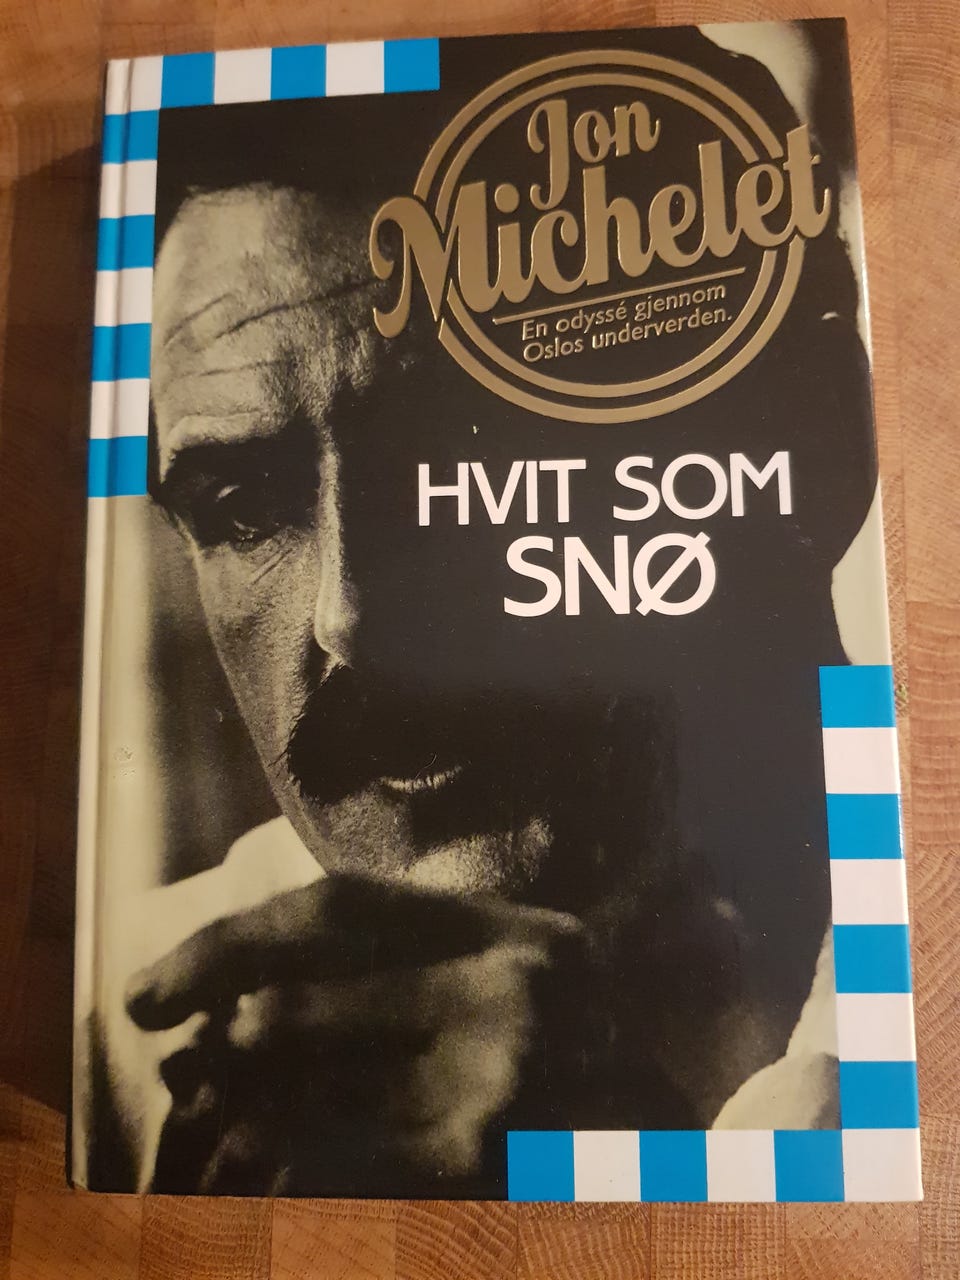 Jon
Michelet
En odyssé gjennom
Oslos underverden.
HVIT SOM
SNØ